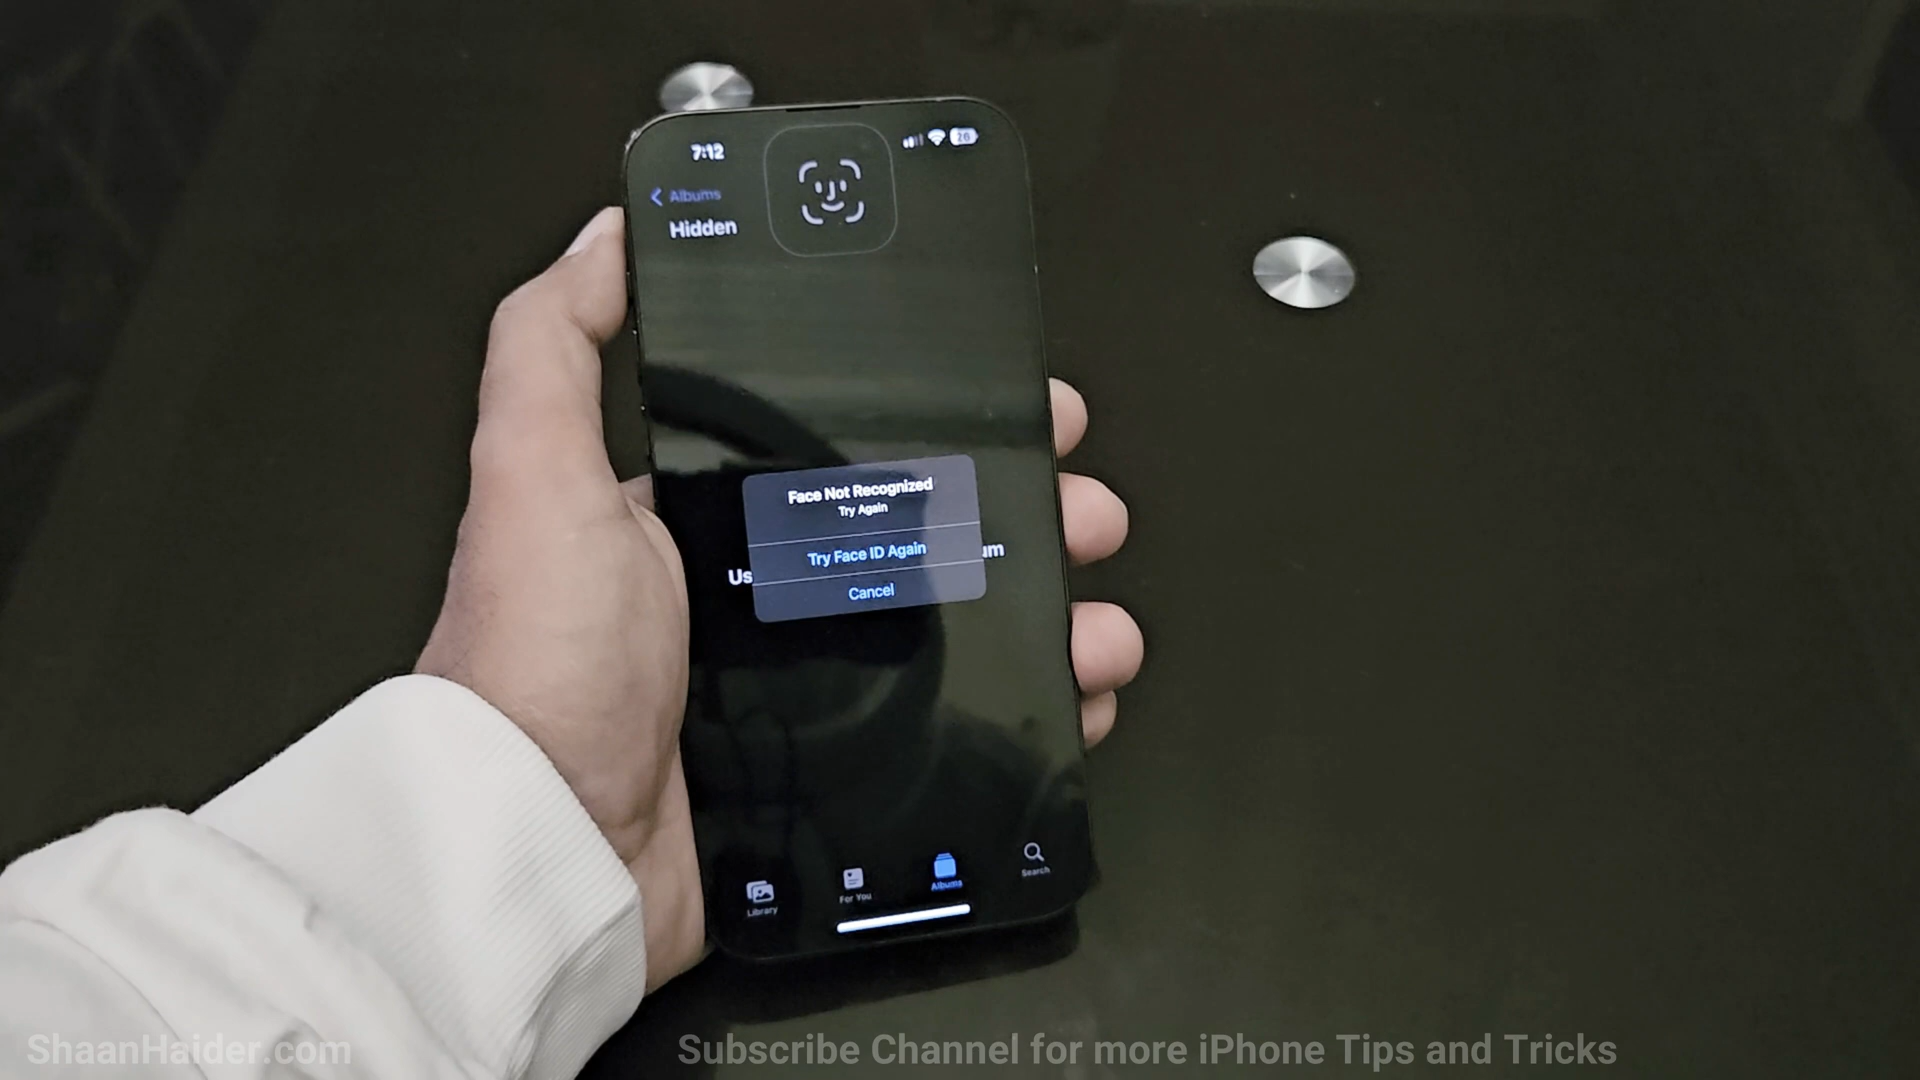 7:12
26
Albums
Hidden
Face Not Recognized
Try Again
Try Face ID Again
Us
um
Cancel
Library
For You
Albums
Search
ShaanHaider.com
Subscribe Channel for more iPhone Tips and Tricks